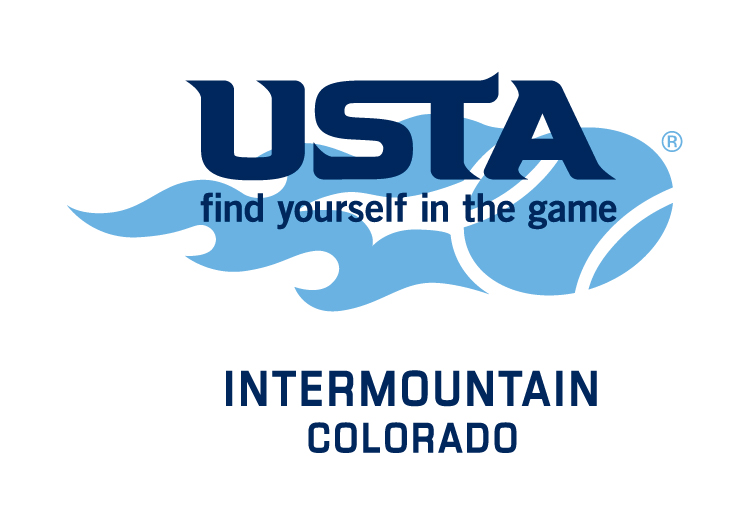 USTA
®
find yourself in the game
INTERMOUNTAIN
COLORADO